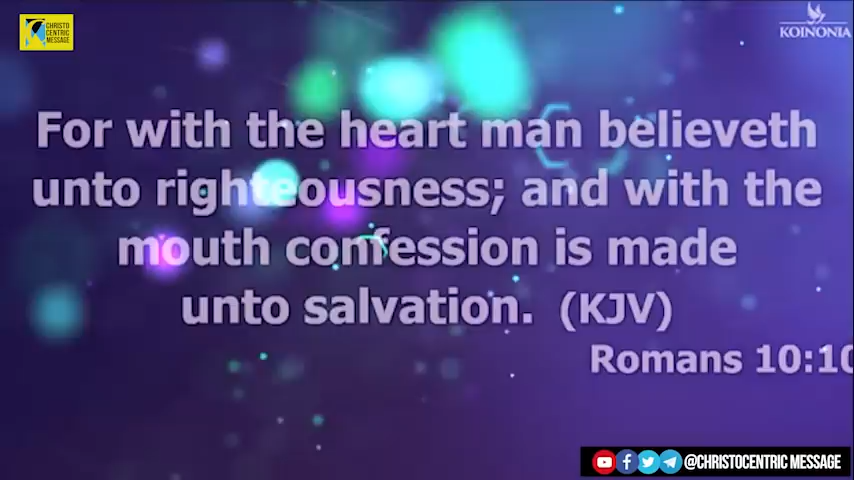 CHRISTO
CENTRIC
MESSAGE
KOINONIA
For with the heart man believeth
unto righteousness; and with the
mouth confession is made
unto salvation. (KJV)
Romans 10:10
@CHRISTOCENTRIC MESSAGE